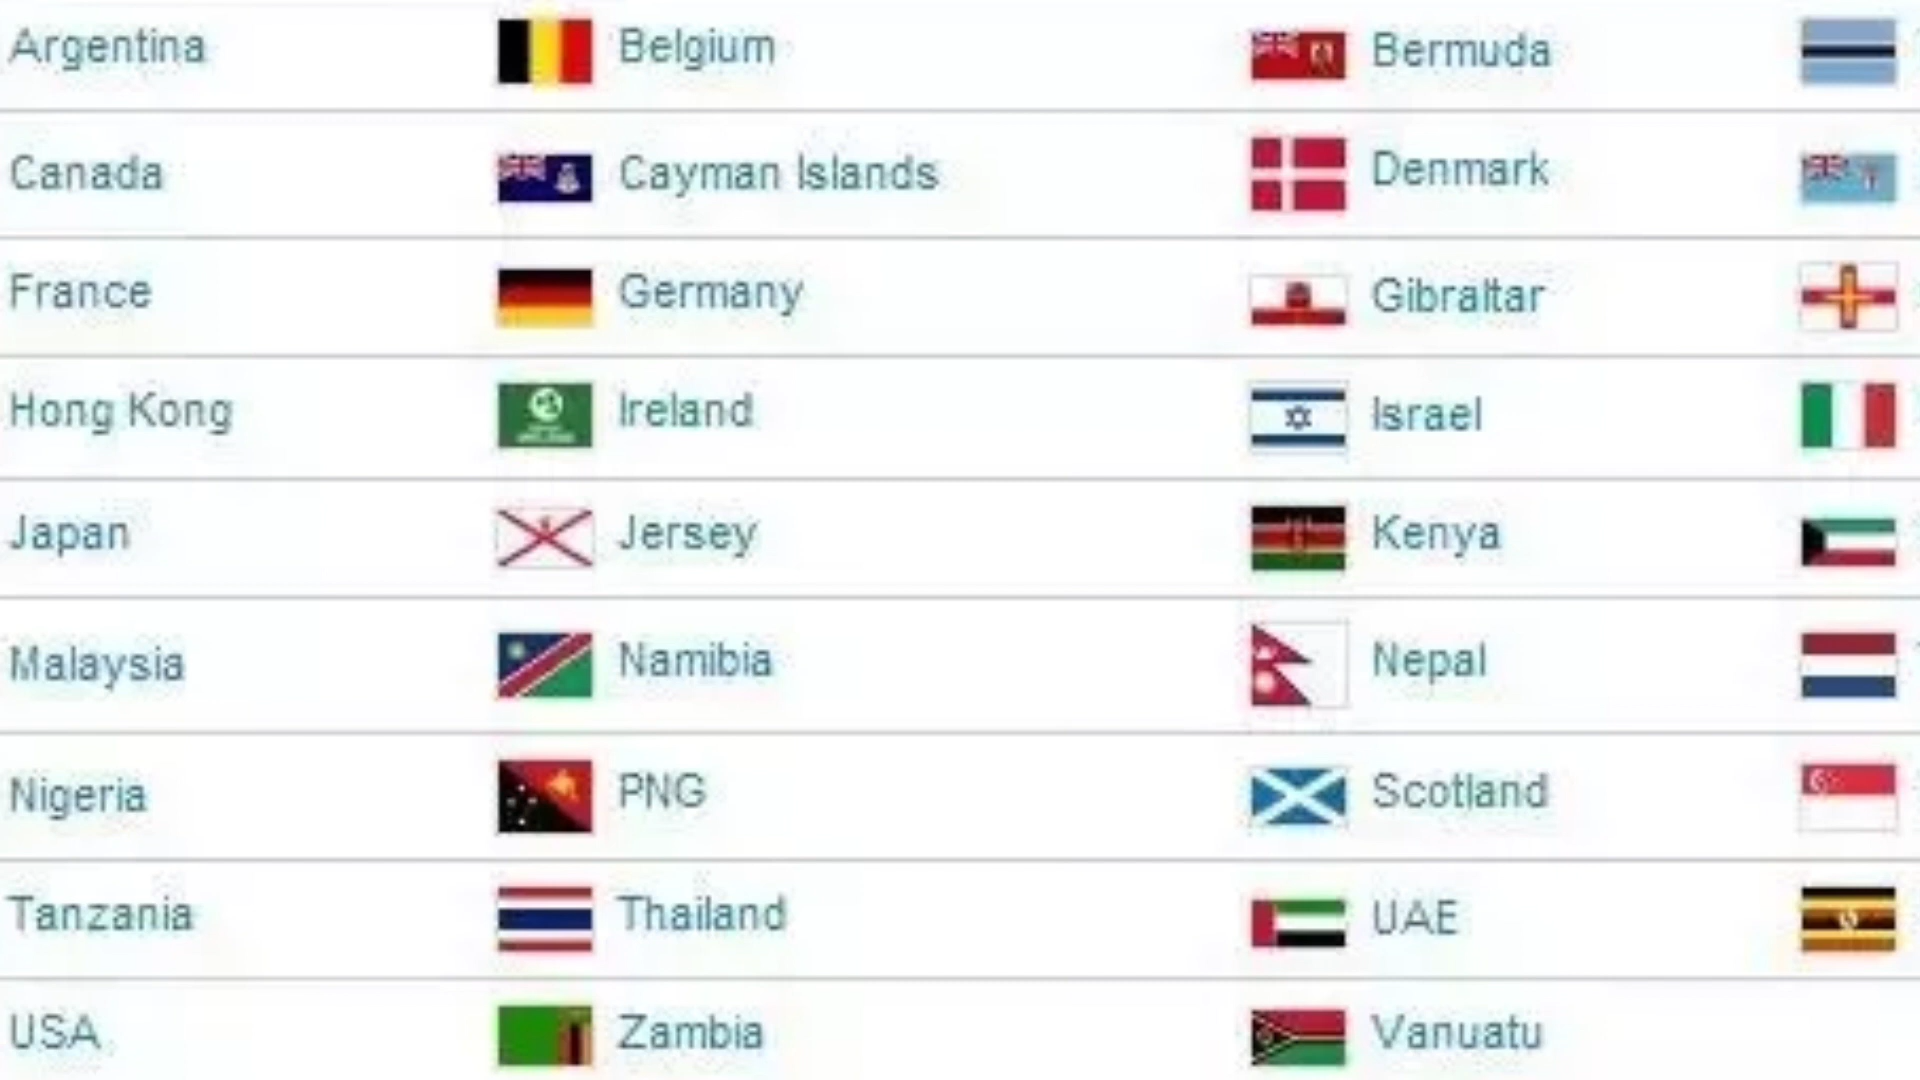 Argentina Belgium Bermuda
Canada Cayman Islands Denmark
France Germany Gibraltar
Hong Kong Ireland Israel
Japan Jersey Kenya
Malaysia Namibia Nepal
Nigeria PNG Scotland
Tanzania Thailand UAE
USA Zambia Vanuatu